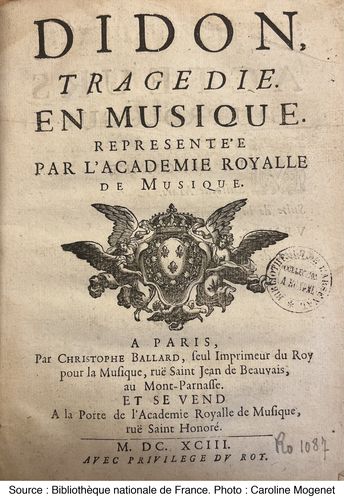 DIDON,
TRAGEDIE.
EN MUSIQUE.
REPRESENTE'E
PAR L'ACADEMIE ROYALLE
DE MUSIQUE.
A PARIS,
Par CHRISTOPHE BALLARD, seul Imprimeur du Roy
pour la Musique, ruë Saint Jean de Beauvais,
au Mont-Parnasse.
ET SE VEND
A la Porte de l'Academie Royalle de Musique,
ruë Saint Honoré.
M. DC. XCIII.
AVEC PRIVILEGE DV ROY.
Ro 1087
Source : Bibliothèque nationale de France. Photo : Caroline Mogenet